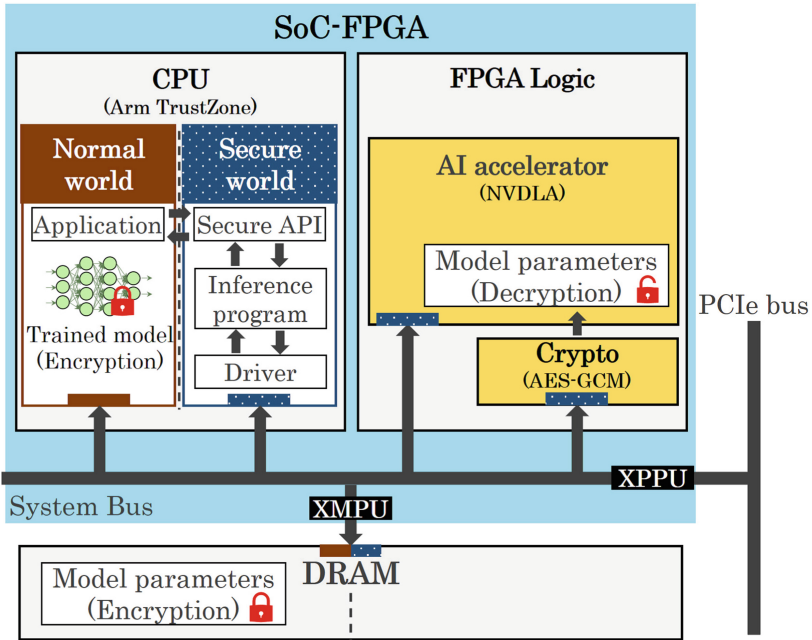 SoC-FPGA
CPU
(Arm TrustZone)
Normal
world
Secure
world
Application
Secure API
Inference
program
Driver
Trained model
(Encryption)
FPGA Logic
AI accelerator
(NVDLA)
Model parameters
(Decryption)
Crypto
(AES-GCM)
PCIe bus
XPPU
System Bus
XMPU
DRAM
Model parameters
(Encryption)